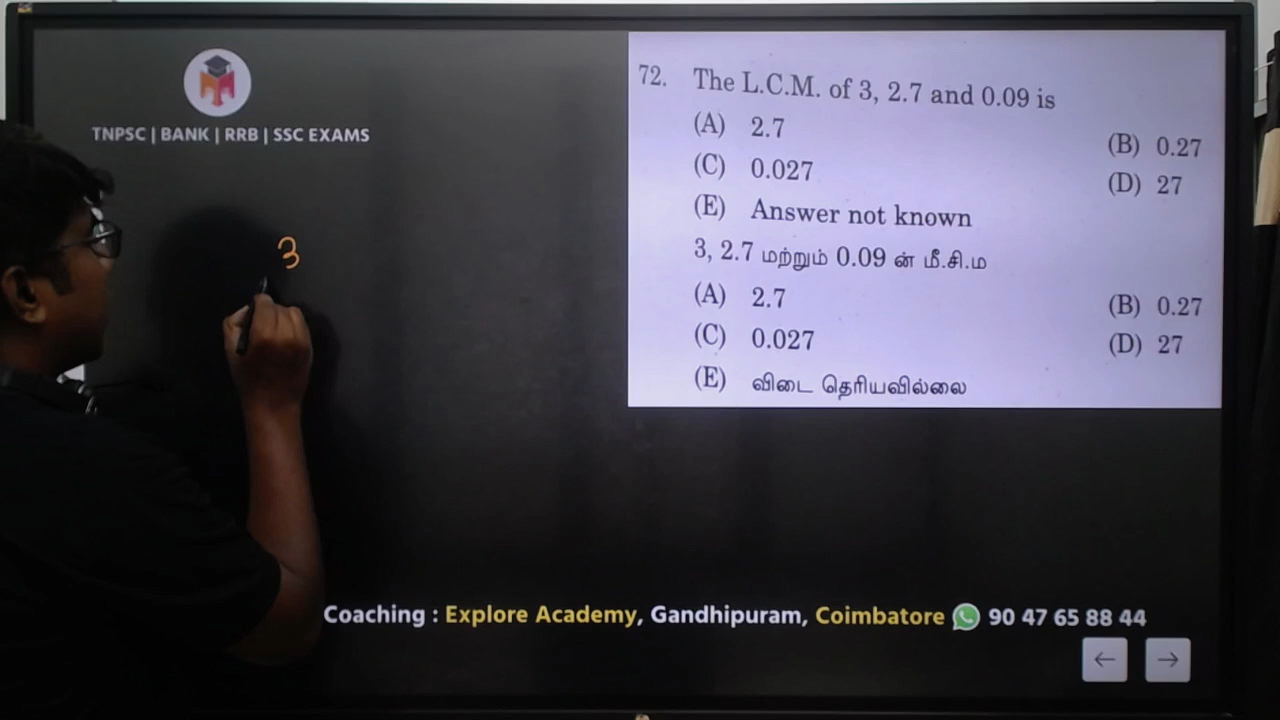 TNPSC | BANK | RRB | SSC EXAMS
3
72. The L.C.M. of 3, 2.7 and 0.09 is
(A) 2.7 (B) 0.27
(C) 0.027 (D) 27
(E) Answer not known
3, 2.7 மற்றும் 0.09 ன் மீ.சி.ம
(A) 2.7 (B) 0.27
(C) 0.027 (D) 27
(E) விடை தெரியவில்லை
Coaching : Explore Academy, Gandhipuram, Coimbatore 90 47 65 88 44